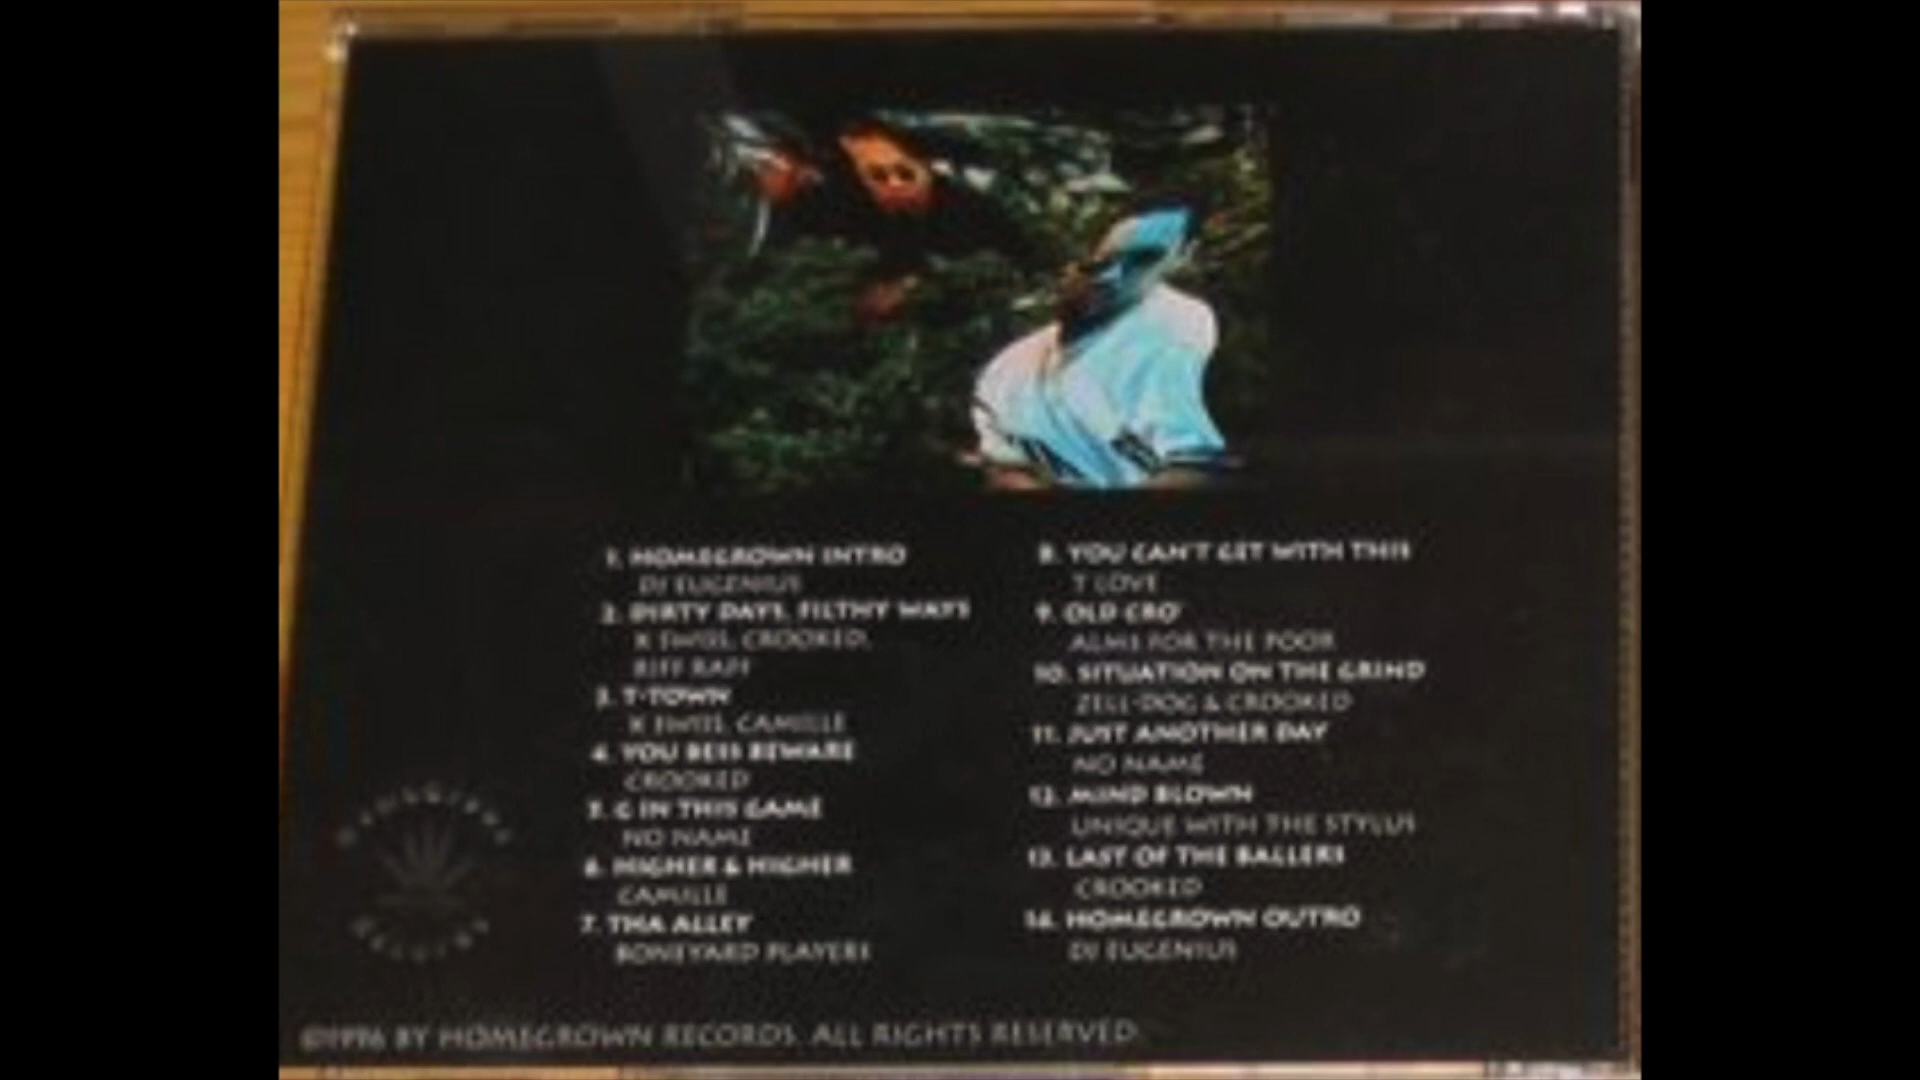 1. HOMEGROWN INTRO
DJ EUGENIUS
2. DIRTY DAYS, FILTHY WAYS
K SWISS, CROOKED,
RIFF RAFF
3. T-TOWN
K SWISS, CAMILLE
4. YOU BESS BEWARE
CROOKED
5. G IN THIS GAME
NO NAME
6. HIGHER & HIGHER
CAMILLE
7. THA ALLEY
BONEYARD PLAYERS
8. YOU CAN'T GET WITH THIS
T LOVE
9. OLD CRO'
ALMS FOR THE POOR
10. SITUATION ON THE GRIND
ZELL-DOG & CROOKED
11. JUST ANOTHER DAY
NO NAME
12. MIND BLOWN
UNIQUE WITH THE STYLUS
13. LAST OF THE BALLERS
CROOKED
14. HOMEGROWN OUTRO
DJ EUGENIUS
©1996 BY HOMEGROWN RECORDS. ALL RIGHTS RESERVED.